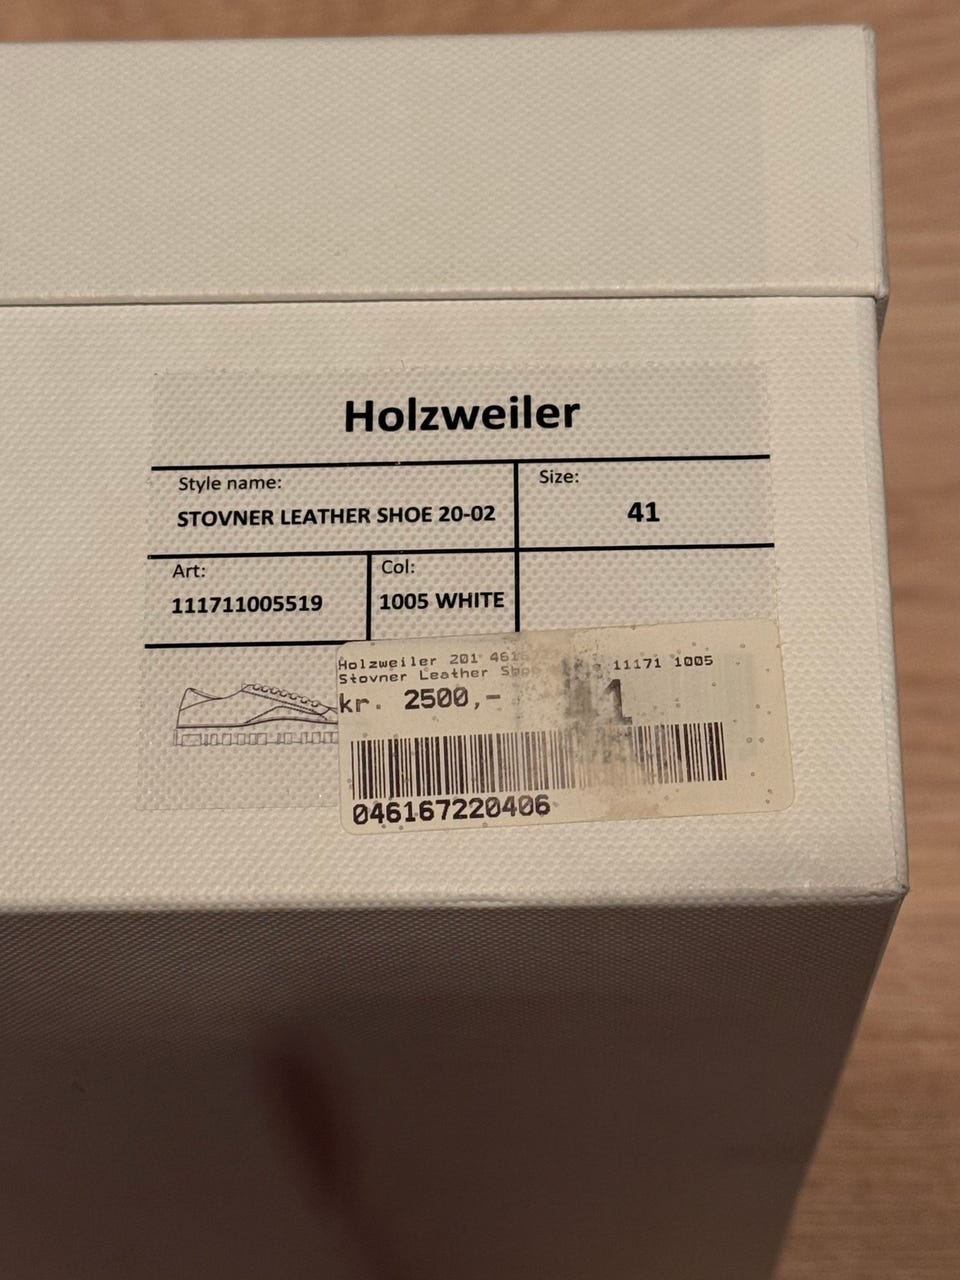 Holzweiler
Style name:
STOVNER LEATHER SHOE 20-02
Size:
41
Art:
111711005519
Col:
1005 WHITE
Holzweiler 201 11171 1005
Stovner Leather Shoe
kr. 2500,-
046167220406